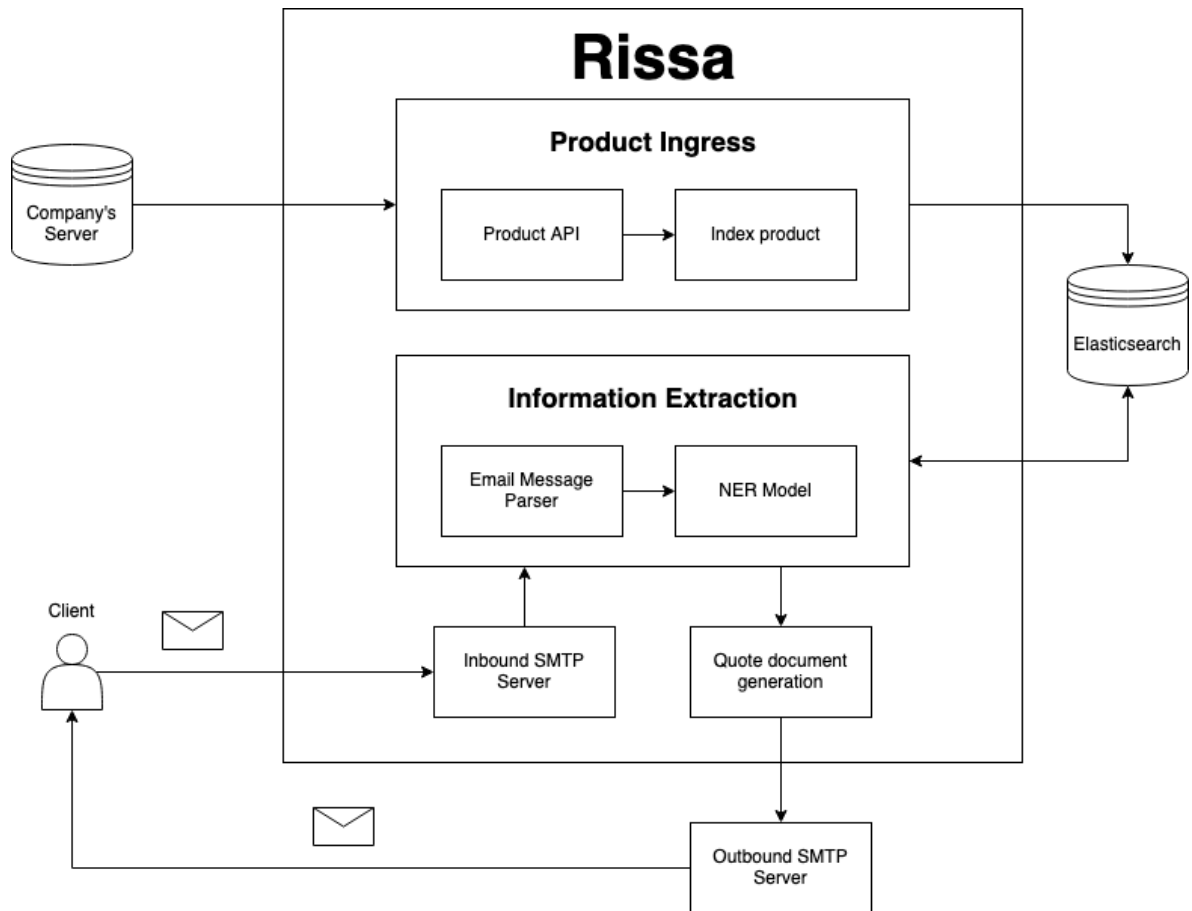 Rissa
Product Ingress
Company's
Server
Product API
Index product
Elasticsearch
Information Extraction
Email Message
Parser
NER Model
Client
Inbound SMTP
Server
Quote document
generation
Outbound SMTP
Server